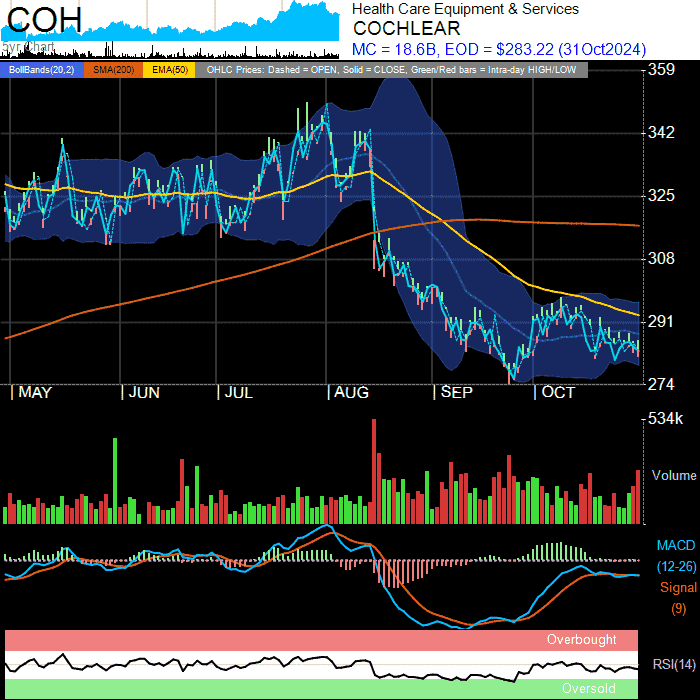 COH
5yr Chart
Health Care Equipment & Services
COCHLEAR
MC = 18.6B, EOD = $283.22 (31Oct2024)
BollBands(20,2) SMA(200) EMA(50) OHLC Prices: Dashed = OPEN, Solid = CLOSE, Green/Red bars = Intra-day HIGH/LOW
359
342
325
308
291
274
MAY JUN JUL AUG SEP OCT
534k
Volume
MACD
(12-26)
Signal
(9)
Overbought
RSI(14)
Oversold